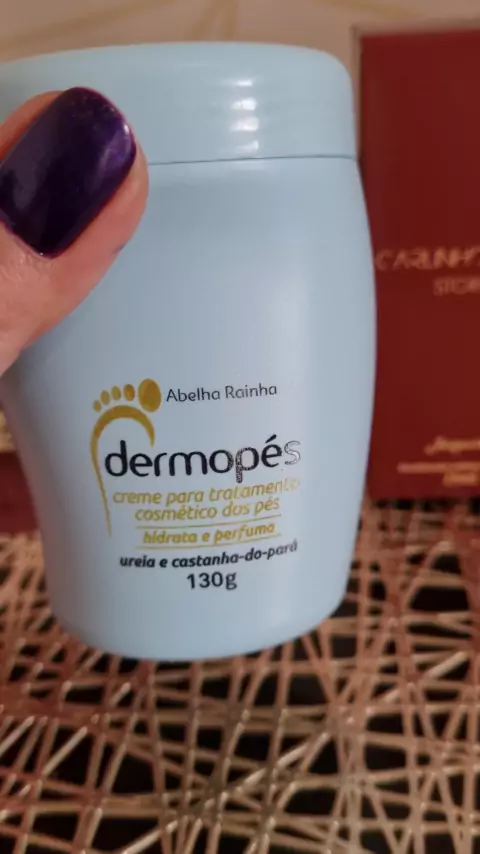 Abelha Rainha
dermopés
creme para tratamento
cosmético dos pés
hidrata e perfuma
ureia e castanha-do-pará
130g